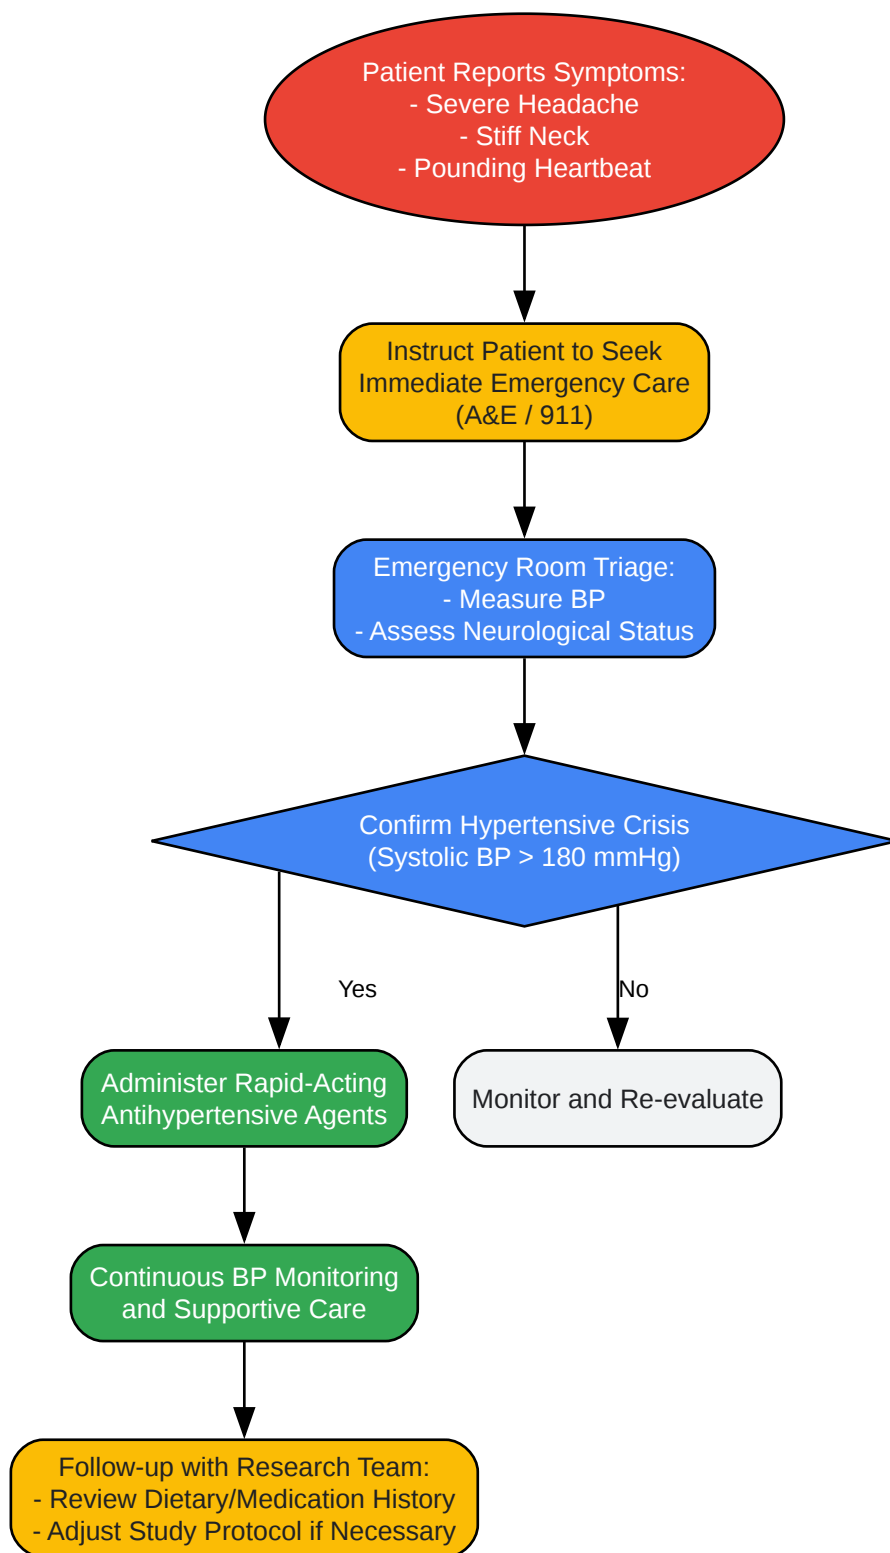 Patient Reports Symptoms:
- Severe Headache
- Stiff Neck
- Pounding Heartbeat
Instruct Patient to Seek
Immediate Emergency Care
(A&E / 911)
Emergency Room Triage:
- Measure BP
- Assess Neurological Status
Confirm Hypertensive Crisis
(Systolic BP > 180 mmHg)
Yes
No
Administer Rapid-Acting
Antihypertensive Agents
Monitor and Re-evaluate
Continuous BP Monitoring
and Supportive Care
Follow-up with Research Team:
- Review Dietary/Medication History
- Adjust Study Protocol if Necessary